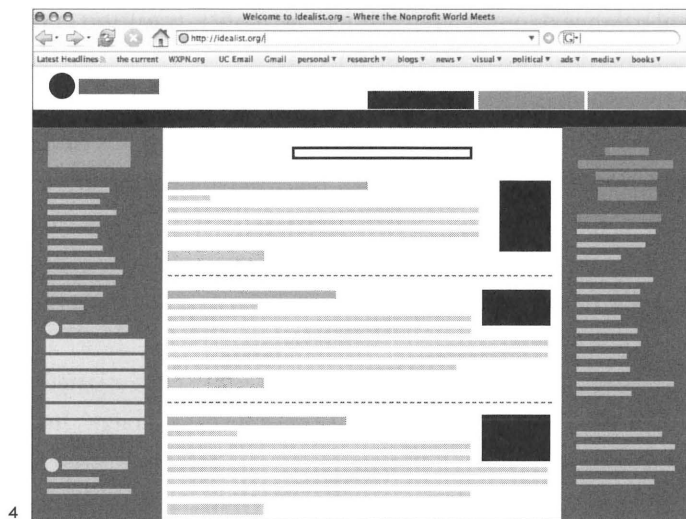 Welcome to Idealist.org – Where the Nonprofit World Meets
http://idealist.org/
G
Latest Headlines the current WXPN.org UC Email Gmail personal research blogs news visual political ads media books
4